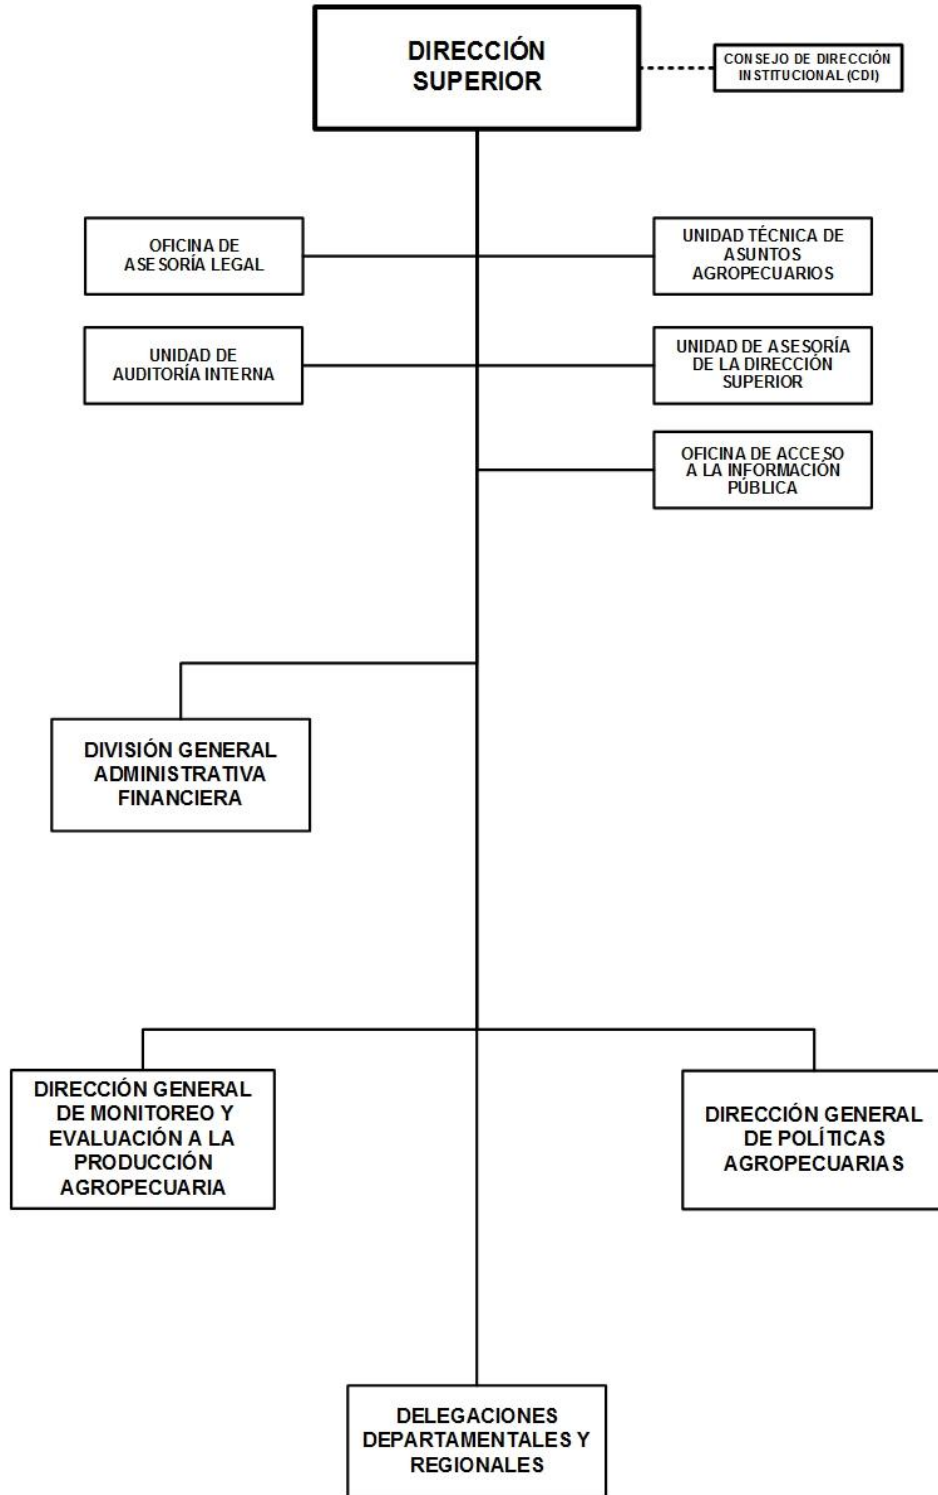 DIRECCIÓN
SUPERIOR
CONSEJO DE DIRECCIÓN
INSTITUCIONAL (CDI)
OFICINA DE
ASESORÍA LEGAL
UNIDAD TÉCNICA DE
ASUNTOS
AGROPECUARIOS
UNIDAD DE
AUDITORÍA INTERNA
UNIDAD DE ASESORÍA
DE LA DIRECCIÓN
SUPERIOR
OFICINA DE ACCESO
A LA INFORMACIÓN
PÚBLICA
DIVISIÓN GENERAL
ADMINISTRATIVA
FINANCIERA
DIRECCIÓN GENERAL
DE MONITOREO Y
EVALUACIÓN A LA
PRODUCCIÓN
AGROPECUARIA
DIRECCIÓN GENERAL
DE POLÍTICAS
AGROPECUARIAS
DELEGACIONES
DEPARTAMENTALES Y
REGIONALES